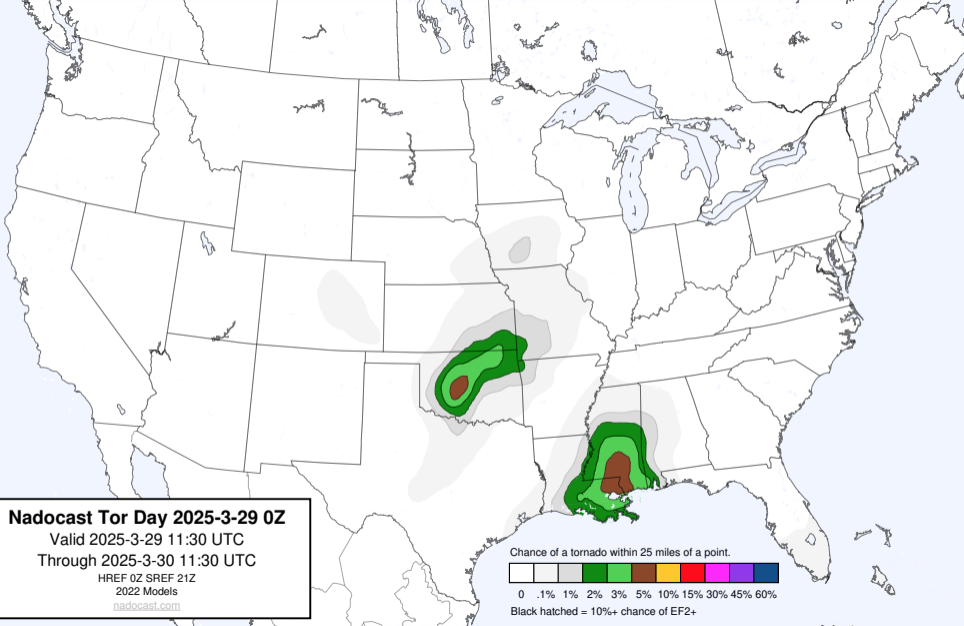 Nadocast Tor Day 2025-3-29 0Z
Valid 2025-3-29 11:30 UTC
Through 2025-3-30 11:30 UTC
HREF 0Z SREF 21Z
2022 Models
nadocast.com
Chance of a tornado within 25 miles of a point.
0 .1% 1% 2% 3% 5% 10% 15% 30% 45% 60%
Black hatched = 10%+ chance of EF2+